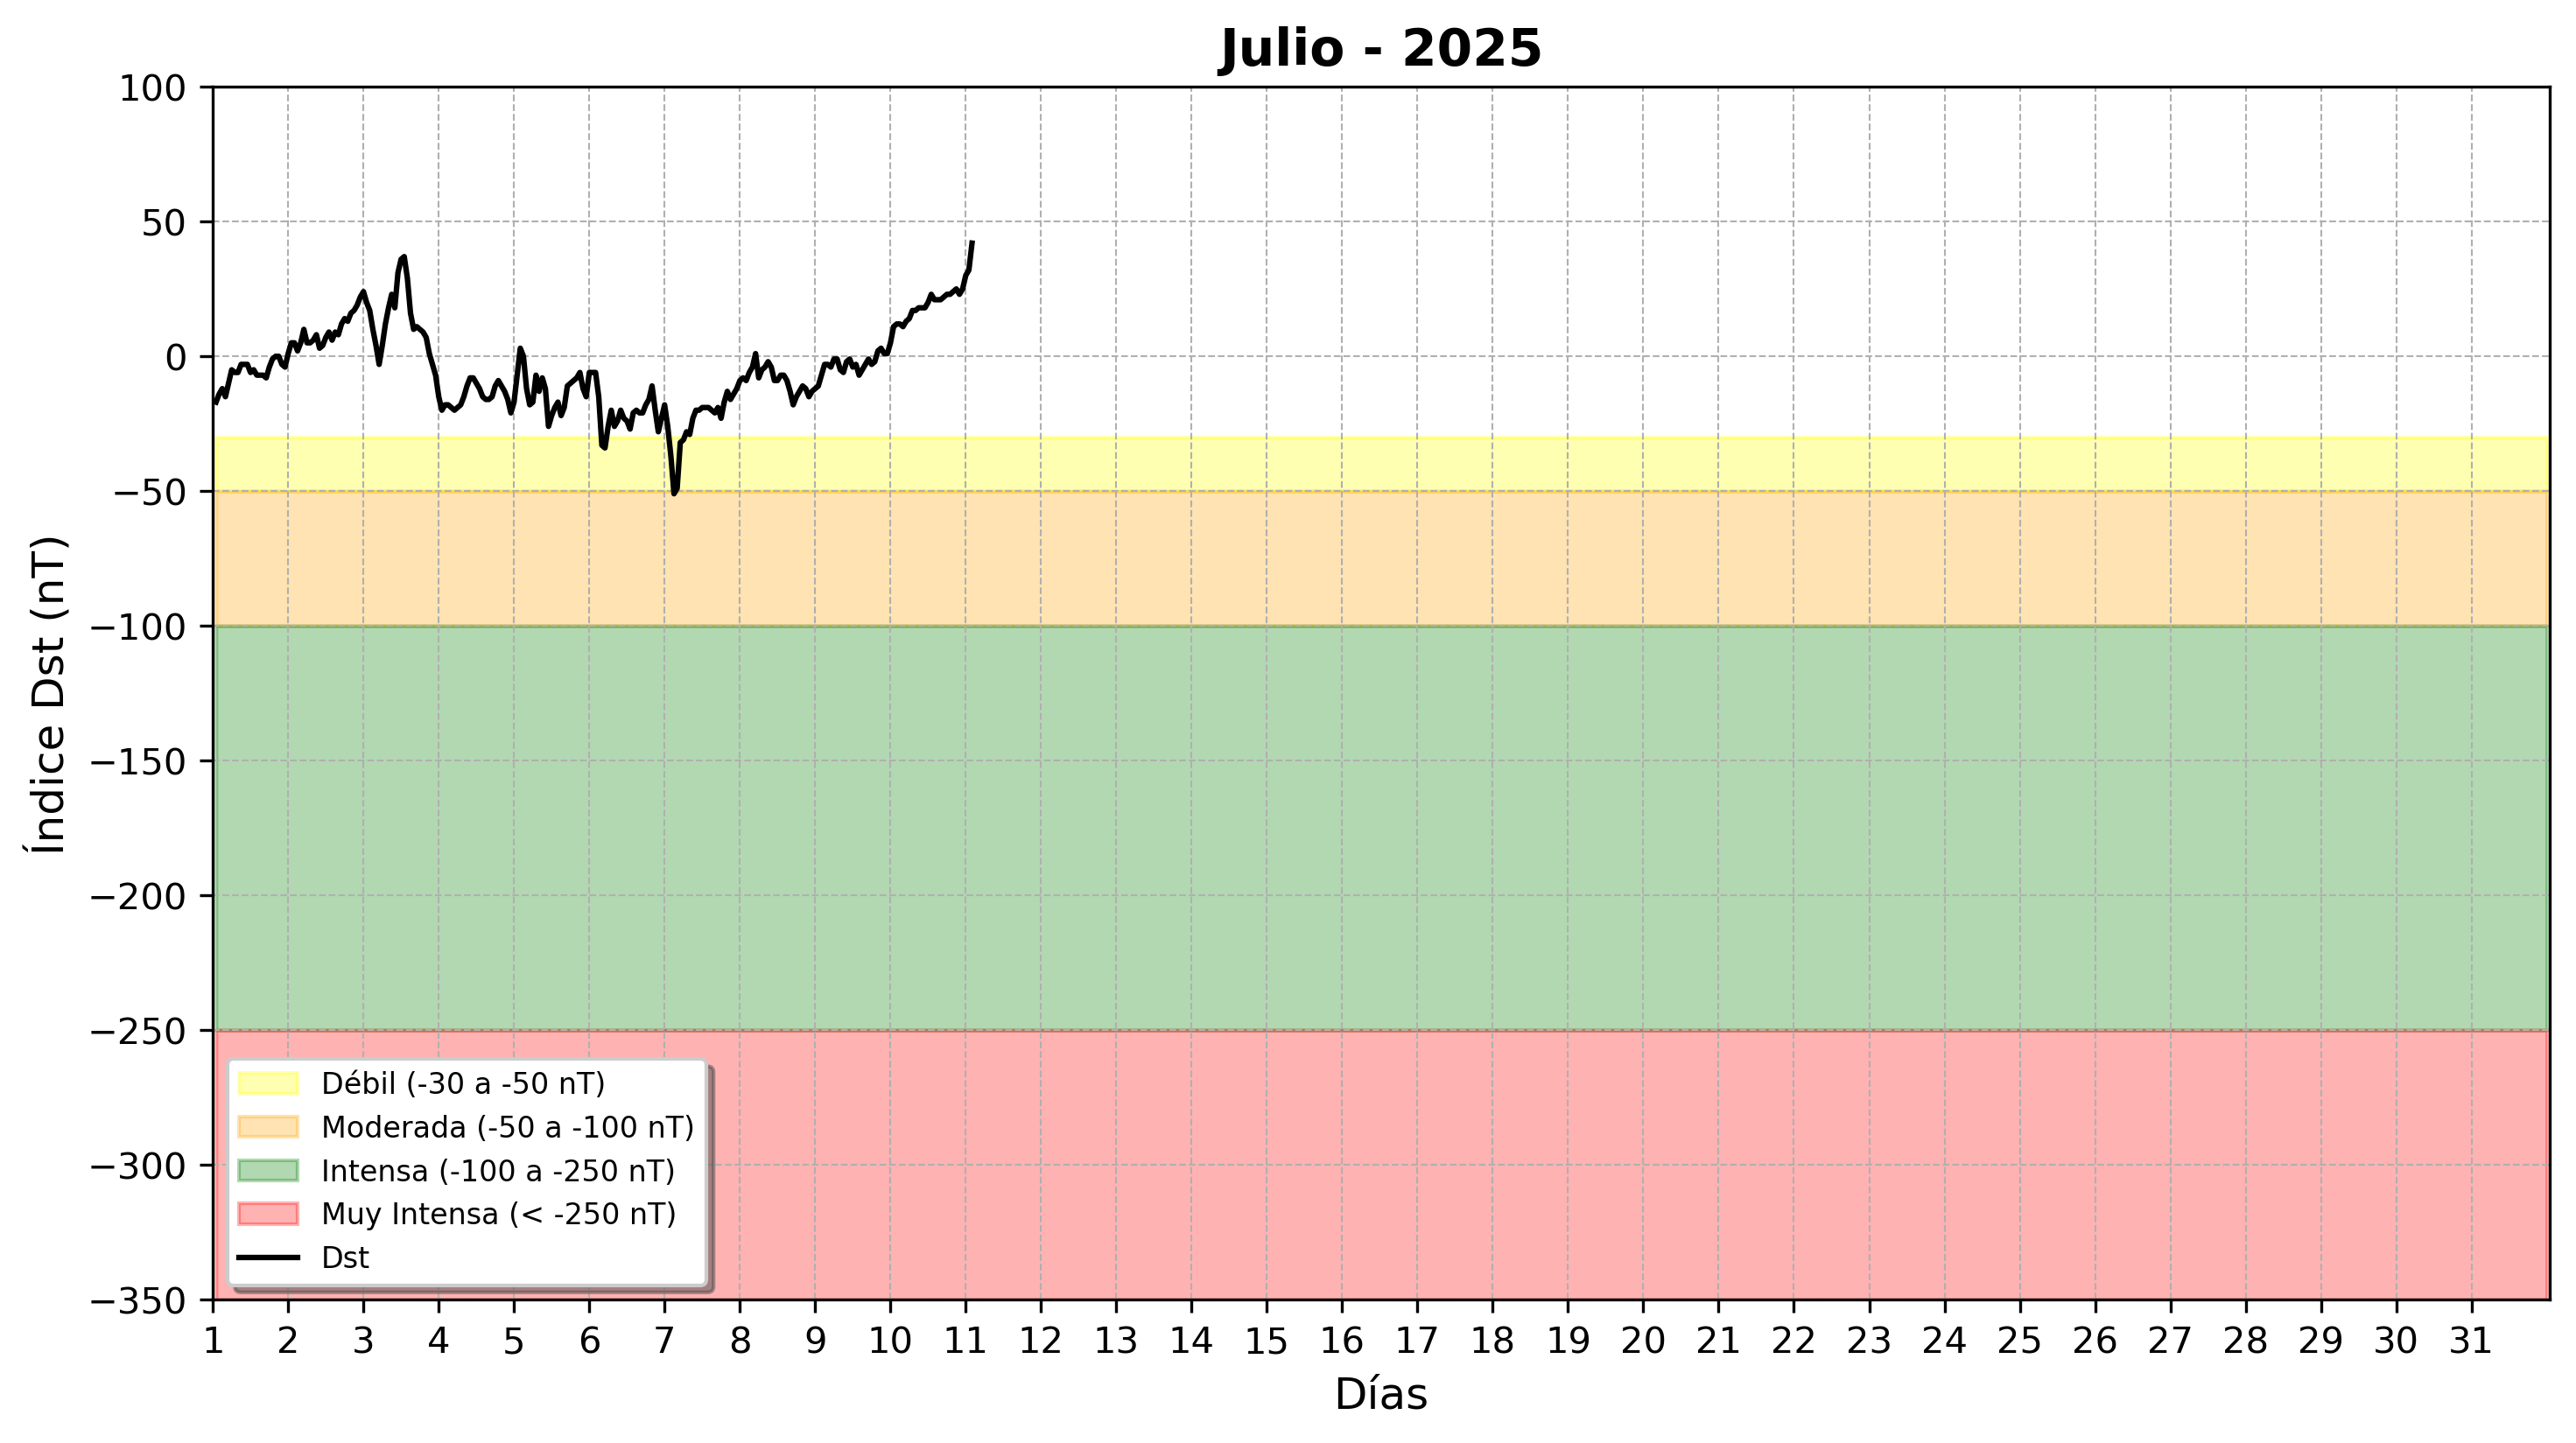 Julio - 2025
100
50
0
−50
−100
−150
−200
−250
−300
−350
Índice Dst (nT)
Débil (-30 a -50 nT)
Moderada (-50 a -100 nT)
Intensa (-100 a -250 nT)
Muy Intensa (< -250 nT)
Dst
1 2 3 4 5 6 7 8 9 10 11 12 13 14 15 16 17 18 19 20 21 22 23 24 25 26 27 28 29 30 31
Días